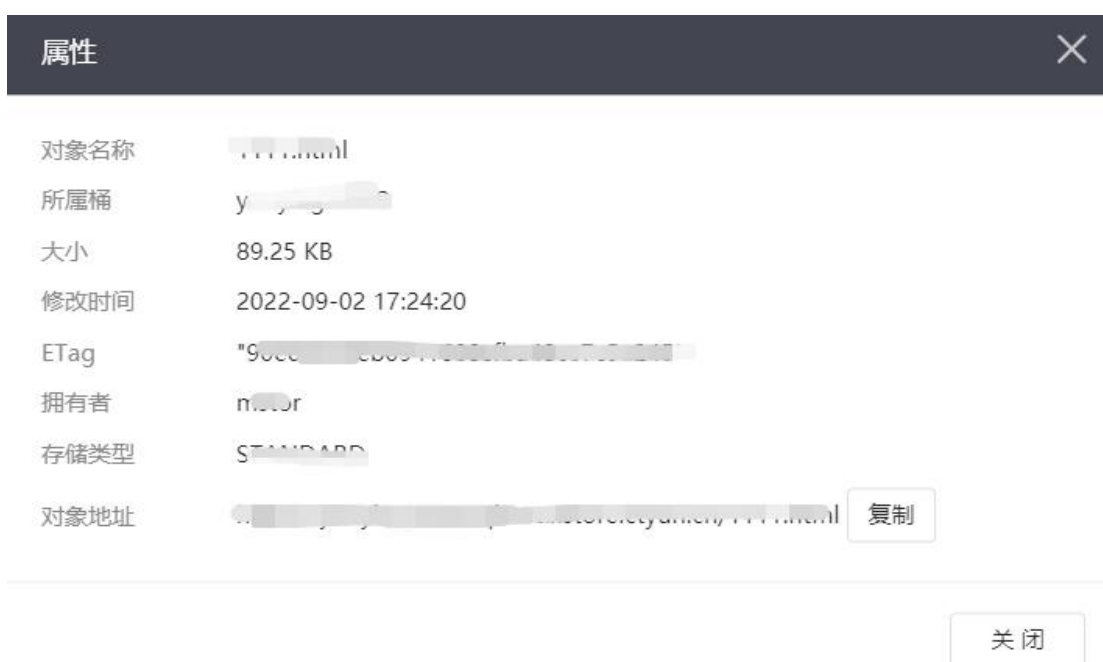 属性
对象名称
所属桶
大小 89.25 KB
修改时间 2022-09-02 17:24:20
ETag
拥有者
存储类型
对象地址 复制
关闭